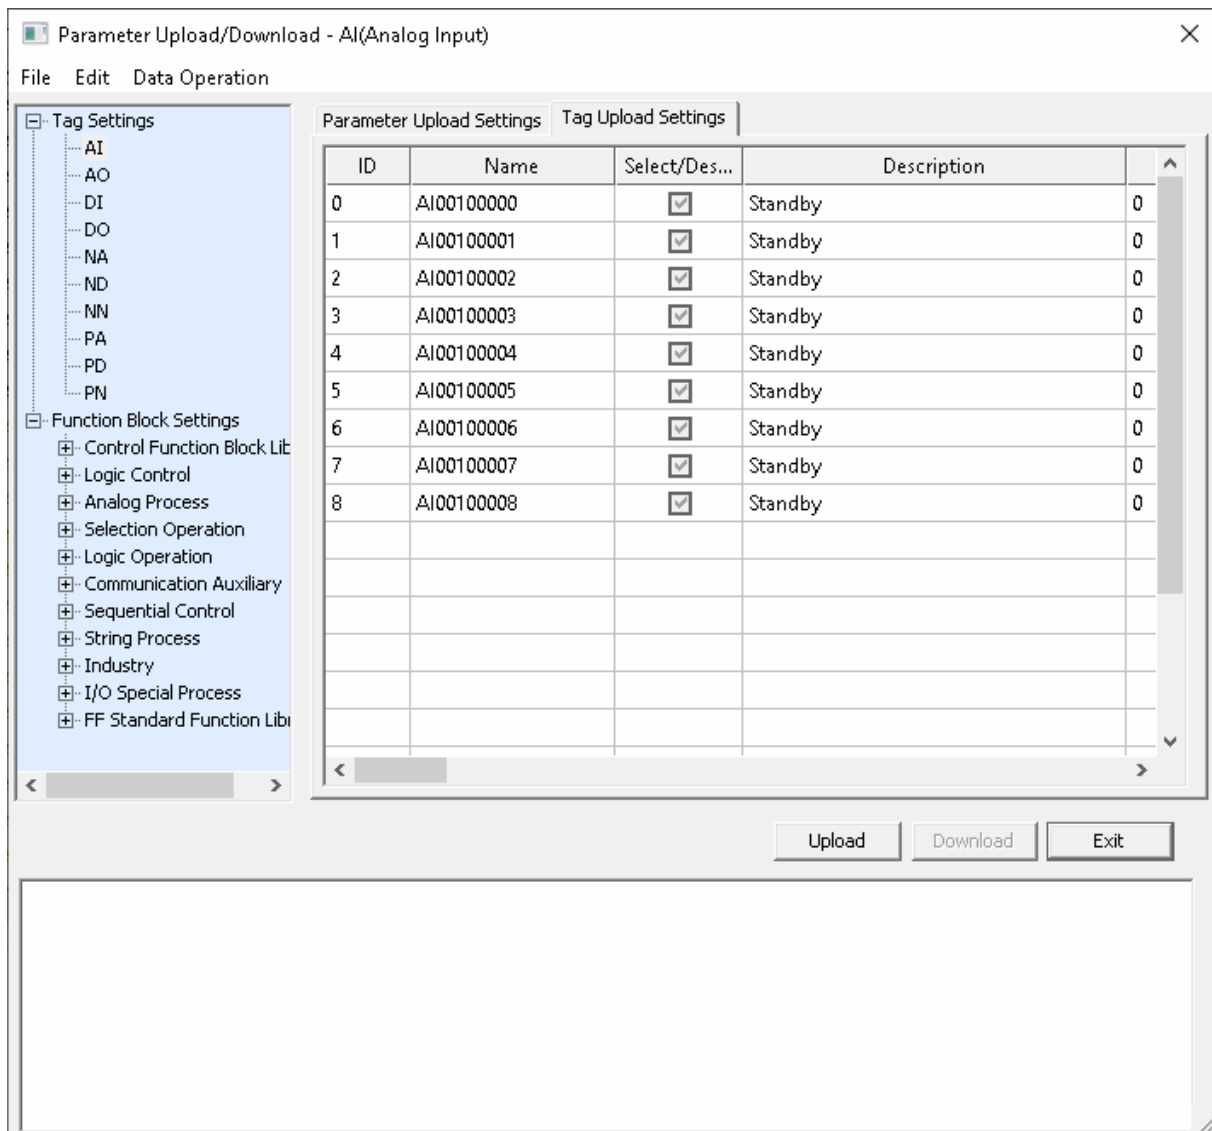 Parameter Upload/Download - AI(Analog Input)
File Edit Data Operation
Tag Settings
AI
AO
DI
DO
NA
ND
NN
PA
PD
PN
Function Block Settings
Control Function Block Lib
Logic Control
Analog Process
Selection Operation
Logic Operation
Communication Auxiliary
Sequential Control
String Process
Industry
I/O Special Process
FF Standard Function Libr
Parameter Upload Settings Tag Upload Settings
ID Name Select/Des... Description
0 AI00100000 Standby 0
1 AI00100001 Standby 0
2 AI00100002 Standby 0
3 AI00100003 Standby 0
4 AI00100004 Standby 0
5 AI00100005 Standby 0
6 AI00100006 Standby 0
7 AI00100007 Standby 0
8 AI00100008 Standby 0
Upload Download Exit